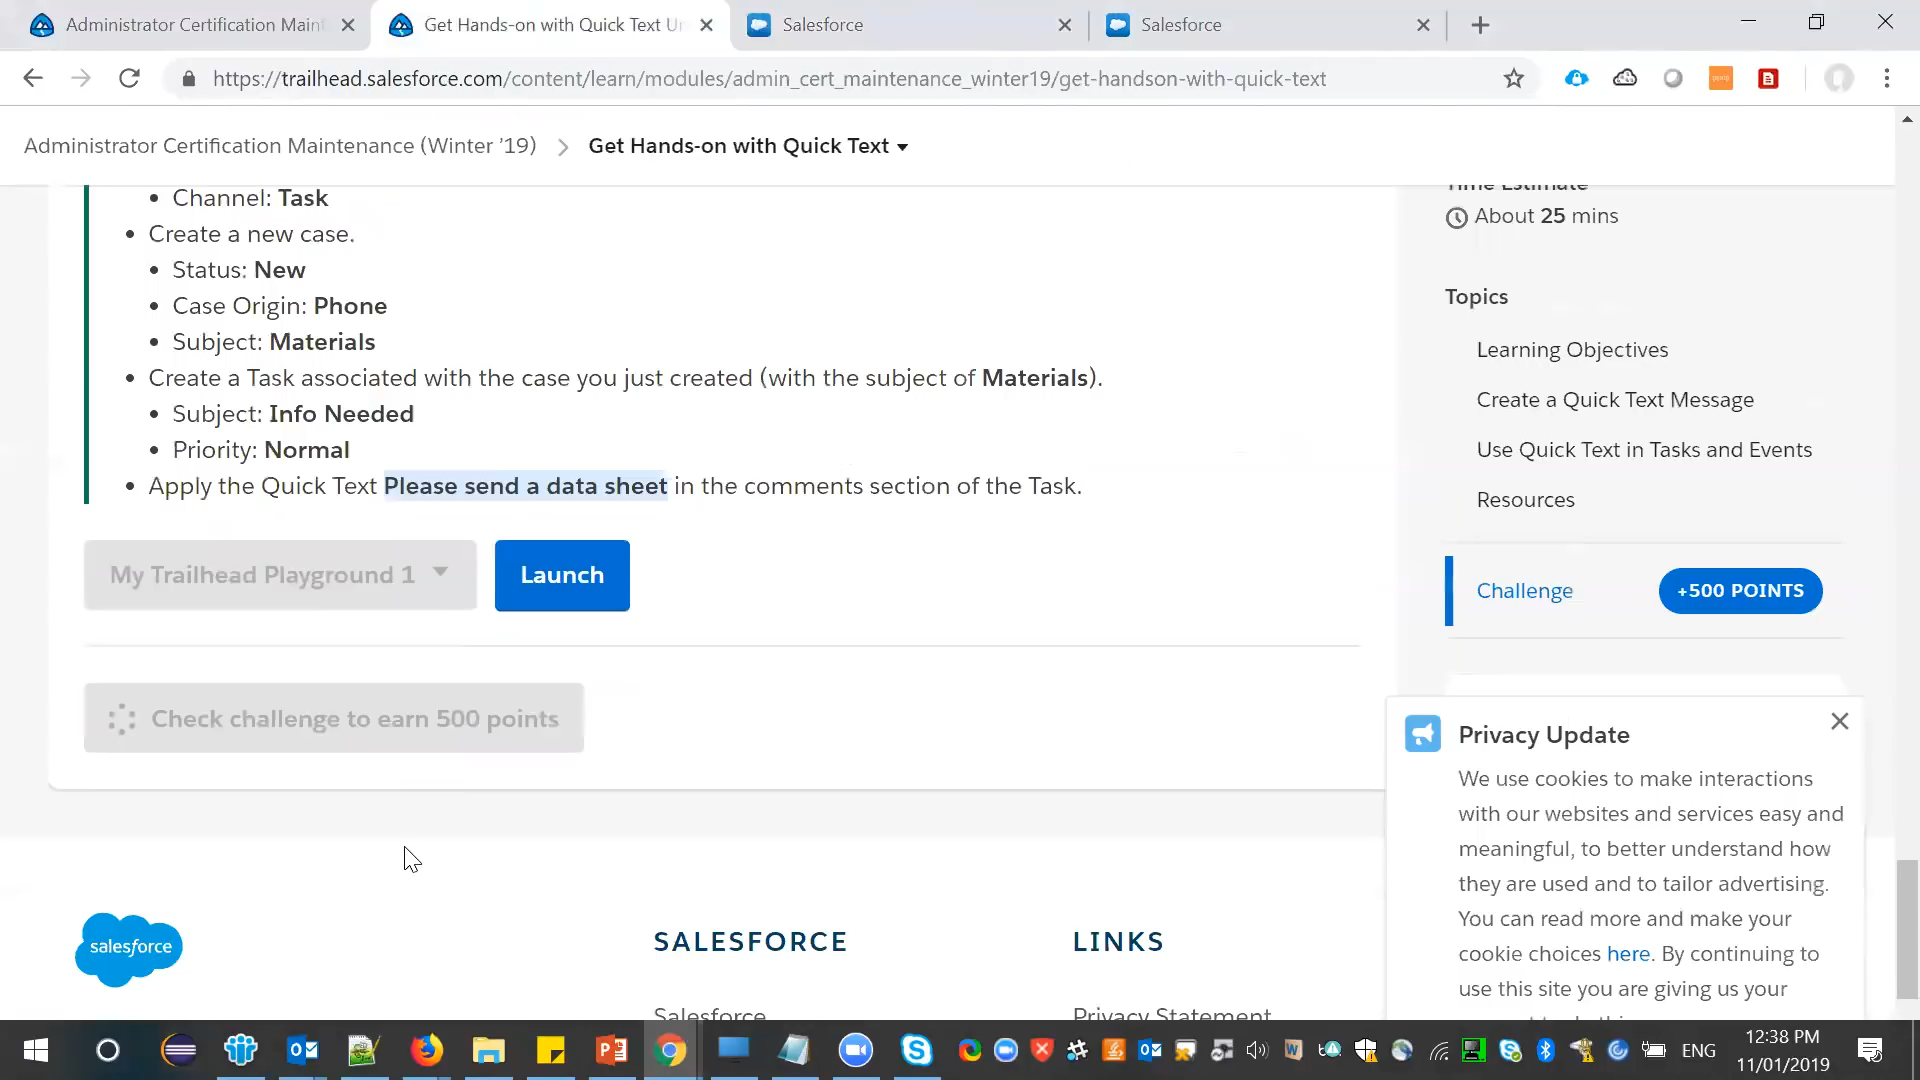 Administrator Certification Maint
Get Hands-on with Quick Text Un
Salesforce
Salesforce
https://trailhead.salesforce.com/content/learn/modules/admin_cert_maintenance_winter19/get-handson-with-quick-text
Administrator Certification Maintenance (Winter ’19)
Get Hands-on with Quick Text
• Channel: Task
• Create a new case.
• Status: New
• Case Origin: Phone
• Subject: Materials
• Create a Task associated with the case you just created (with the subject of Materials).
• Subject: Info Needed
• Priority: Normal
• Apply the Quick Text Please send a data sheet in the comments section of the Task.
My Trailhead Playground 1
Launch
Check challenge to earn 500 points
Time Estimate
About 25 mins
Topics
Learning Objectives
Create a Quick Text Message
Use Quick Text in Tasks and Events
Resources
Challenge
+500 POINTS
Privacy Update
We use cookies to make interactions
with our websites and services easy and
meaningful, to better understand how
they are used and to tailor advertising.
You can read more and make your
cookie choices here. By continuing to
use this site you are giving us your
salesforce
SALESFORCE
LINKS
Salesforce
Privacy Statement
ENG
12:38 PM
11/01/2019